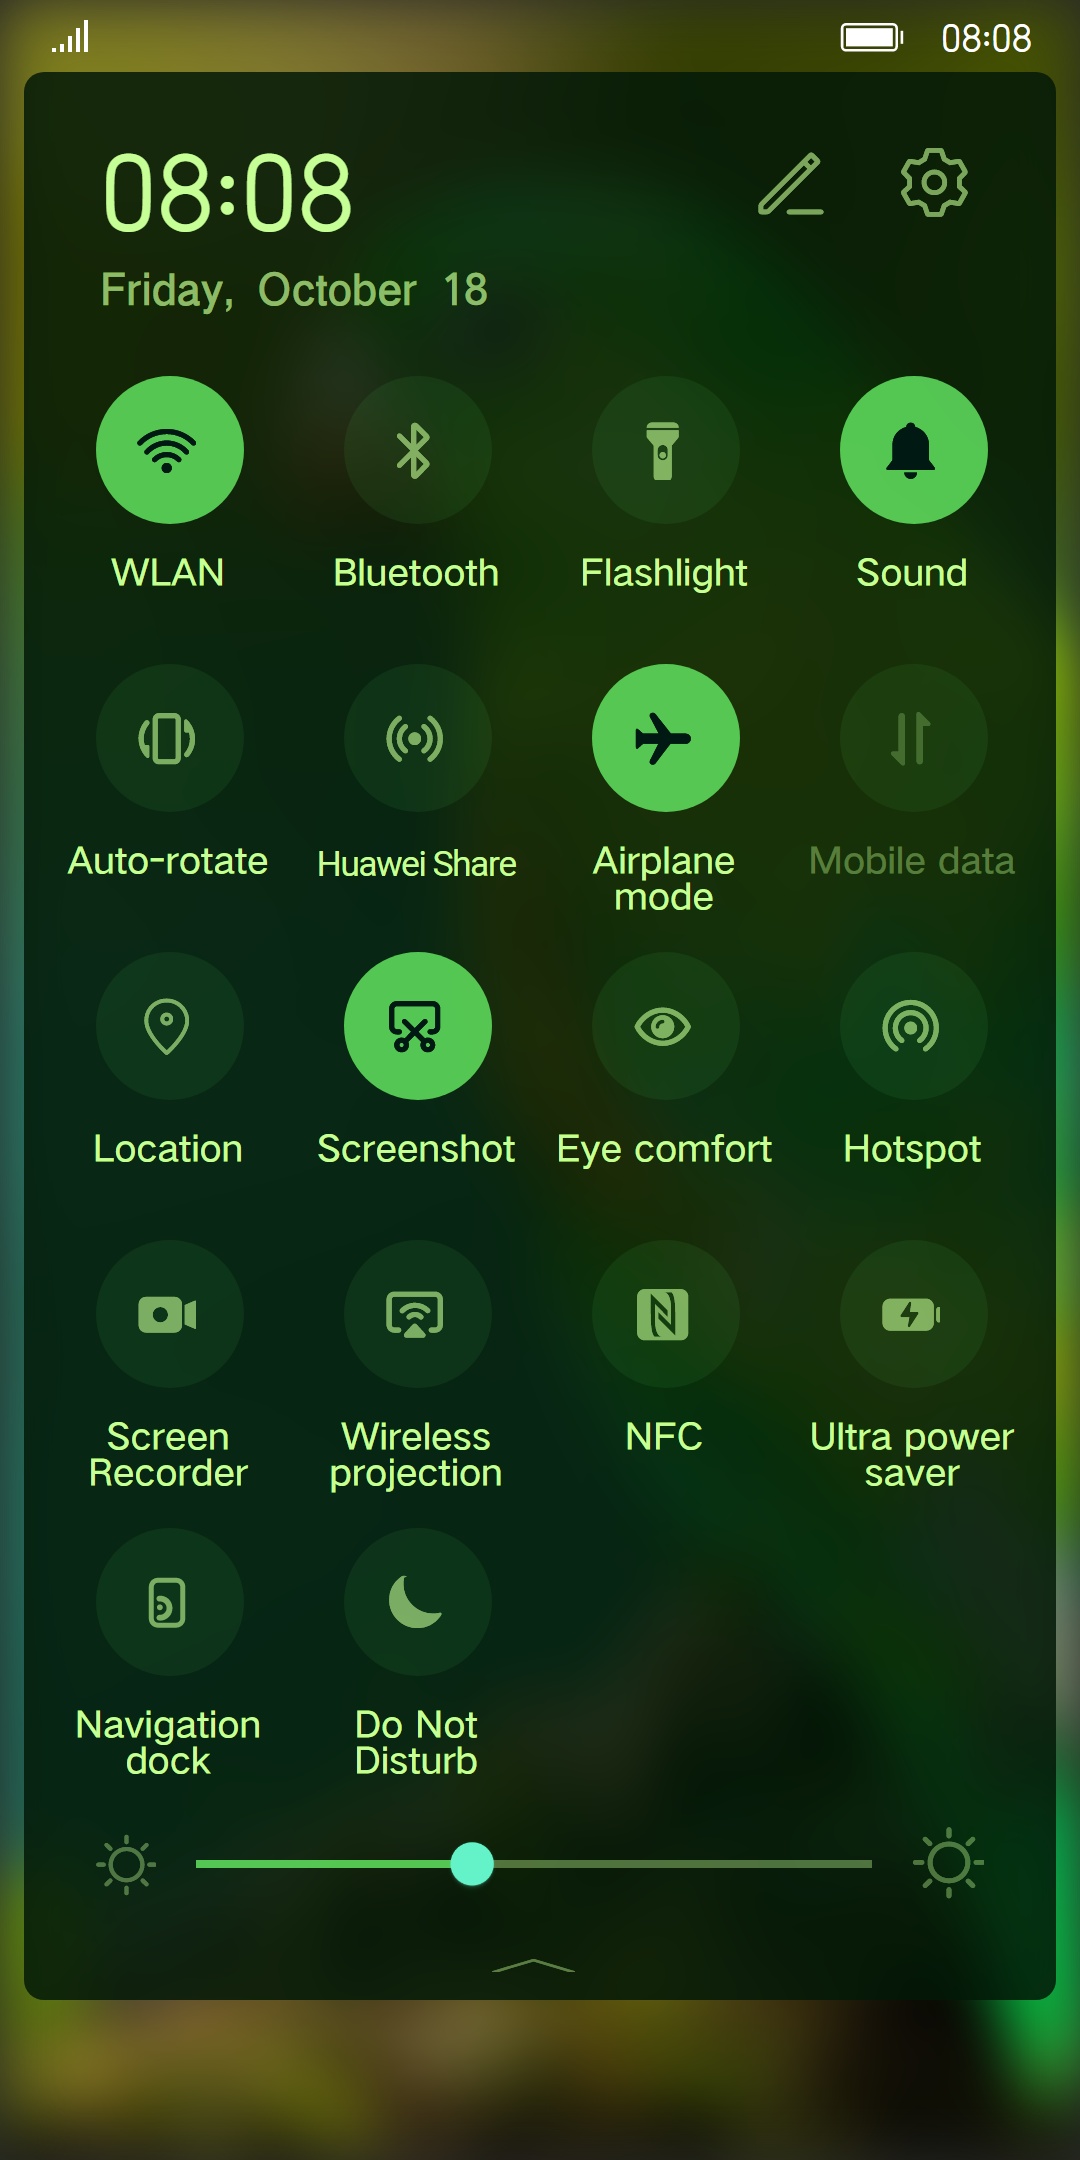 08:08
08:08
Friday, October 18
WLAN Bluetooth Flashlight Sound
Auto-rotate Huawei Share Airplane mode Mobile data
Location Screenshot Eye comfort Hotspot
Screen Recorder Wireless projection NFC Ultra power saver
Navigation dock Do Not Disturb